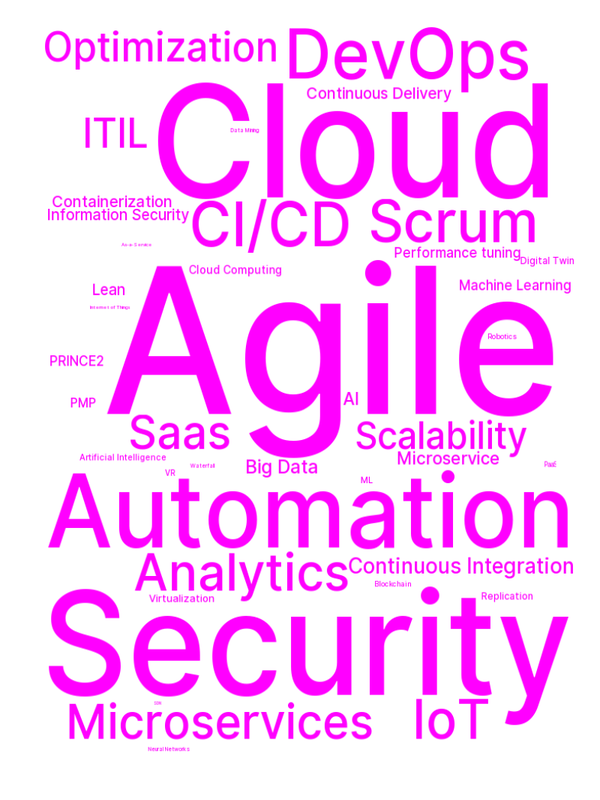 Optimization
DevOps
Continuous Delivery
Cloud
ITIL
Data Mining
Containerization
Information Security
CI/CD
Scrum
Performance tuning
Digital Twin
Cloud Computing
Machine Learning
Lean
Internet of Things
Agile
Robotics
PRINCE2
PMP
AI
Saas
Scalability
Artificial Intelligence
Microservice
Waterfall
Big Data
PaaS
VR
ML
Automation
Analytics
Continuous Integration
Blockchain
Virtualization
Replication
Security
Microservices
IoT
Neural Networks